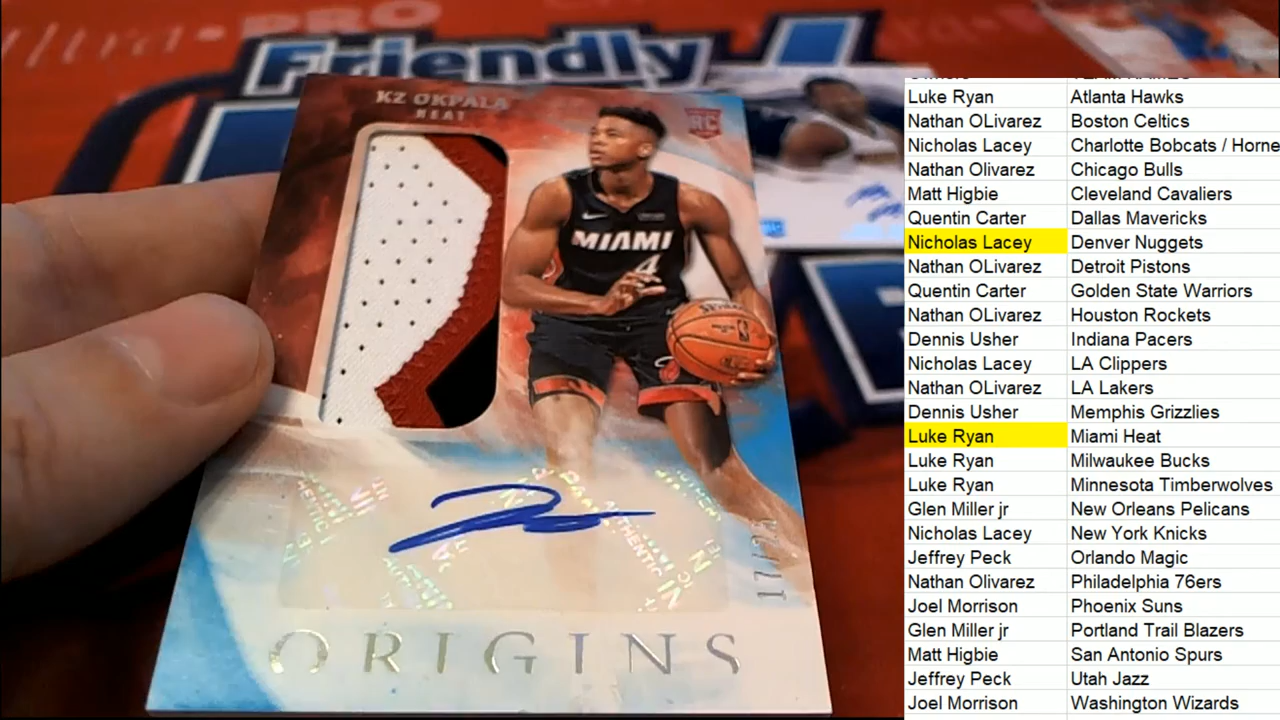 Ultra PRO
Friendly
KZ OKPALA
HEAT
RC
MIAMI
4
AUTHENTIC
ORIGINS
Luke Ryan Atlanta Hawks
Nathan OLivarez Boston Celtics
Nicholas Lacey Charlotte Bobcats / Horne
Nathan Olivarez Chicago Bulls
Matt Higbie Cleveland Cavaliers
Quentin Carter Dallas Mavericks
Nicholas Lacey Denver Nuggets
Nathan OLivarez Detroit Pistons
Quentin Carter Golden State Warriors
Nathan OLivarez Houston Rockets
Dennis Usher Indiana Pacers
Nicholas Lacey LA Clippers
Nathan OLivarez LA Lakers
Dennis Usher Memphis Grizzlies
Luke Ryan Miami Heat
Luke Ryan Milwaukee Bucks
Luke Ryan Minnesota Timberwolves
Glen Miller jr New Orleans Pelicans
Nicholas Lacey New York Knicks
Jeffrey Peck Orlando Magic
Nathan Olivarez Philadelphia 76ers
Joel Morrison Phoenix Suns
Glen Miller jr Portland Trail Blazers
Matt Higbie San Antonio Spurs
Jeffrey Peck Utah Jazz
Joel Morrison Washington Wizards